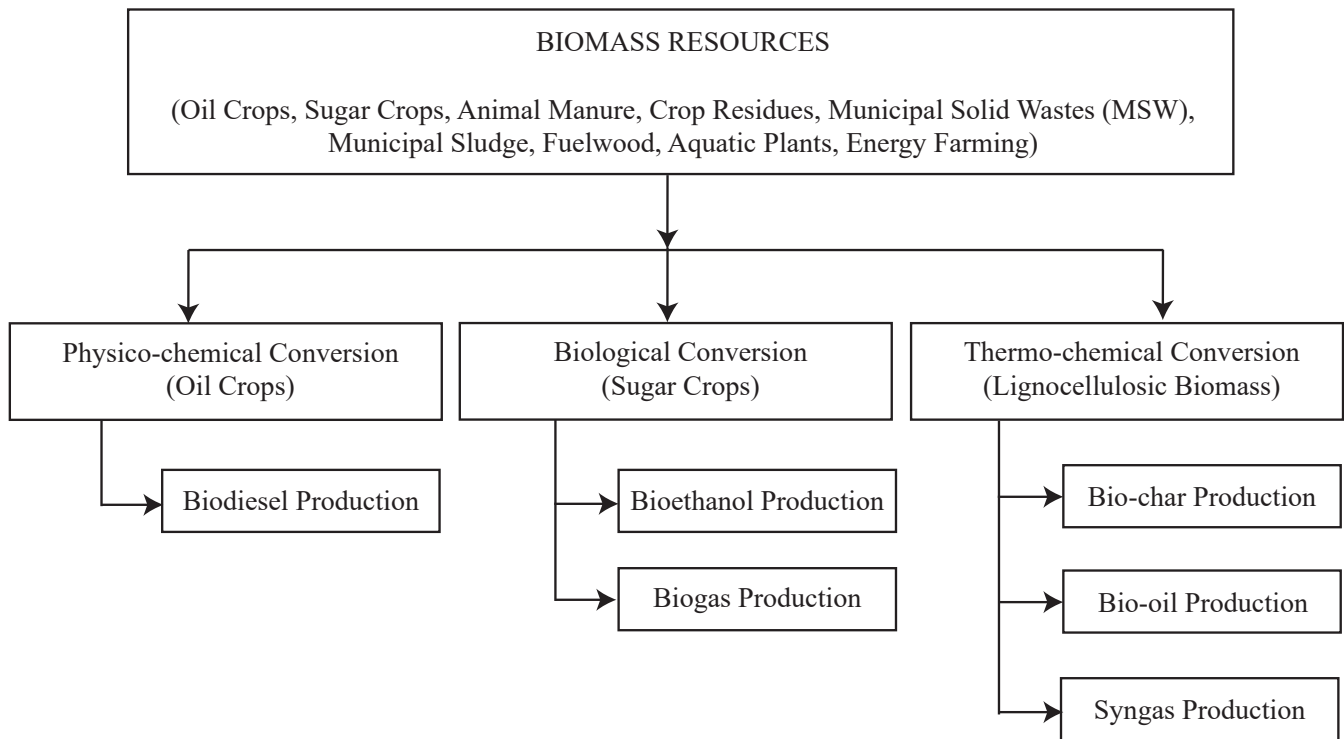 BIOMASS RESOURCES
(Oil Crops, Sugar Crops, Animal Manure, Crop Residues, Municipal Solid Wastes (MSW),
Municipal Sludge, Fuelwood, Aquatic Plants, Energy Farming)
Physico-chemical Conversion
(Oil Crops)
Biological Conversion
(Sugar Crops)
Thermo-chemical Conversion
(Lignocellulosic Biomass)
Biodiesel Production
Bioethanol Production
Biogas Production
Bio-char Production
Bio-oil Production
Syngas Production